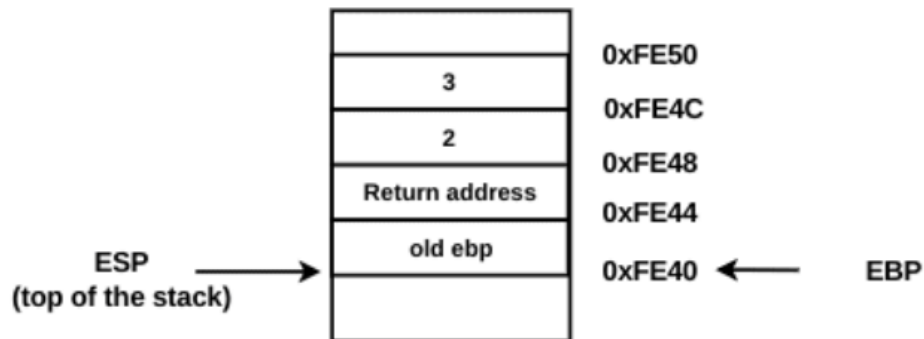 0xFE50
3
0xFE4C
2
0xFE48
Return address
0xFE44
old ebp
ESP
(top of the stack)
0xFE40
EBP